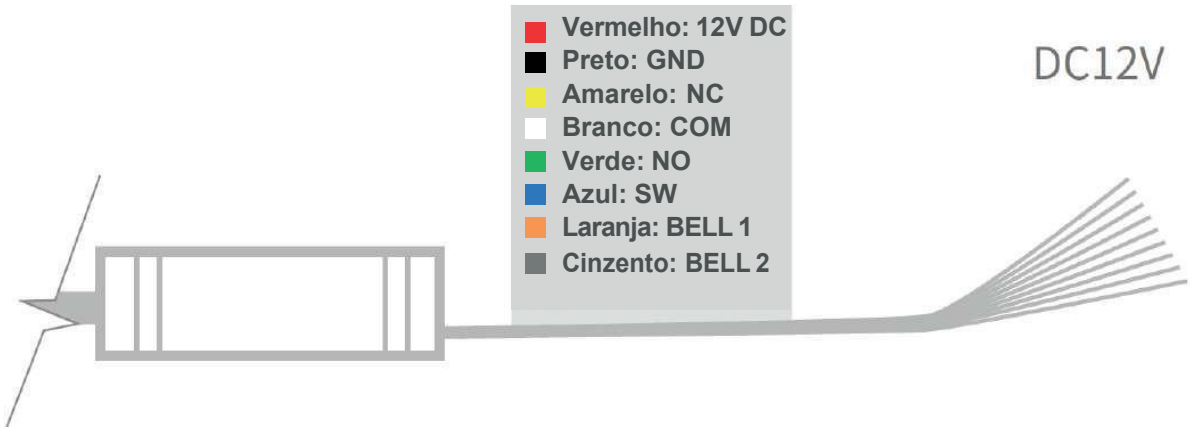 Vermelho: 12V DC
Preto: GND
Amarelo: NC
Branco: COM
Verde: NO
Azul: SW
Laranja: BELL 1
Cinzento: BELL 2
DC12V